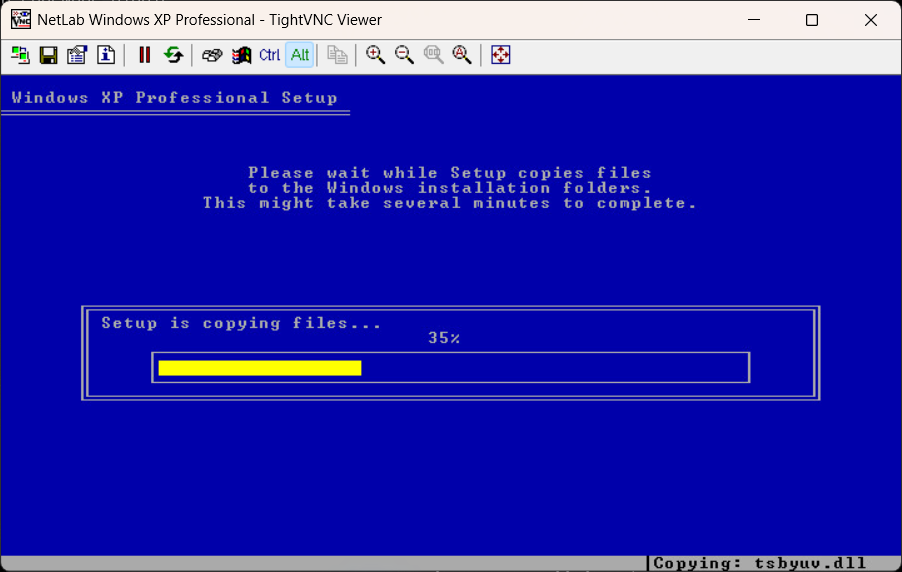 NetLab Windows XP Professional - TightVNC Viewer
Ctrl Alt
Windows XP Professional Setup
Please wait while Setup copies files
to the Windows installation folders.
This might take several minutes to complete.
Setup is copying files...
35%
Copying: tsbyuv.dll